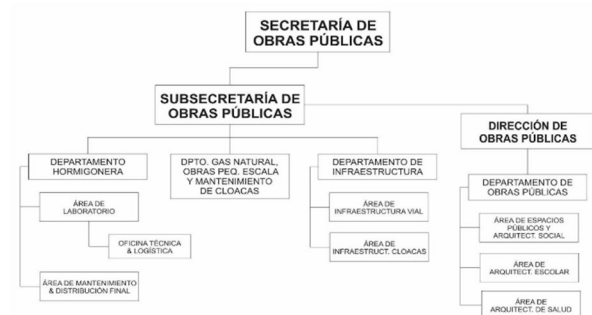 SECRETARÍA DE
OBRAS PÚBLICAS
SUBSECRETARÍA DE
OBRAS PÚBLICAS
DIRECCIÓN DE
OBRAS PÚBLICAS
DEPARTAMENTO
HORMIGONERA
DPTO. GAS NATURAL,
OBRAS PEQ. ESCALA
Y MANTENIMIENTO
DE CLOACAS
DEPARTAMENTO DE
INFRAESTRUCTURA
DEPARTAMENTO
DE OBRAS PÚBLICAS
ÁREA DE
LABORATORIO
OFICINA TÉCNICA
& LOGÍSTICA
ÁREA DE MANTENIMIENTO
& DISTRIBUCIÓN FINAL
ÁREA DE
INFRAESTRUCTURA VIAL
ÁREA DE
INFRAESTRUCT. CLOACAS
ÁREA DE ESPACIOS
PÚBLICOS Y
ARQUITECT. SOCIAL
ÁREA DE
ARQUITECT. ESCOLAR
ÁREA DE
ARQUITECT. DE SALUD